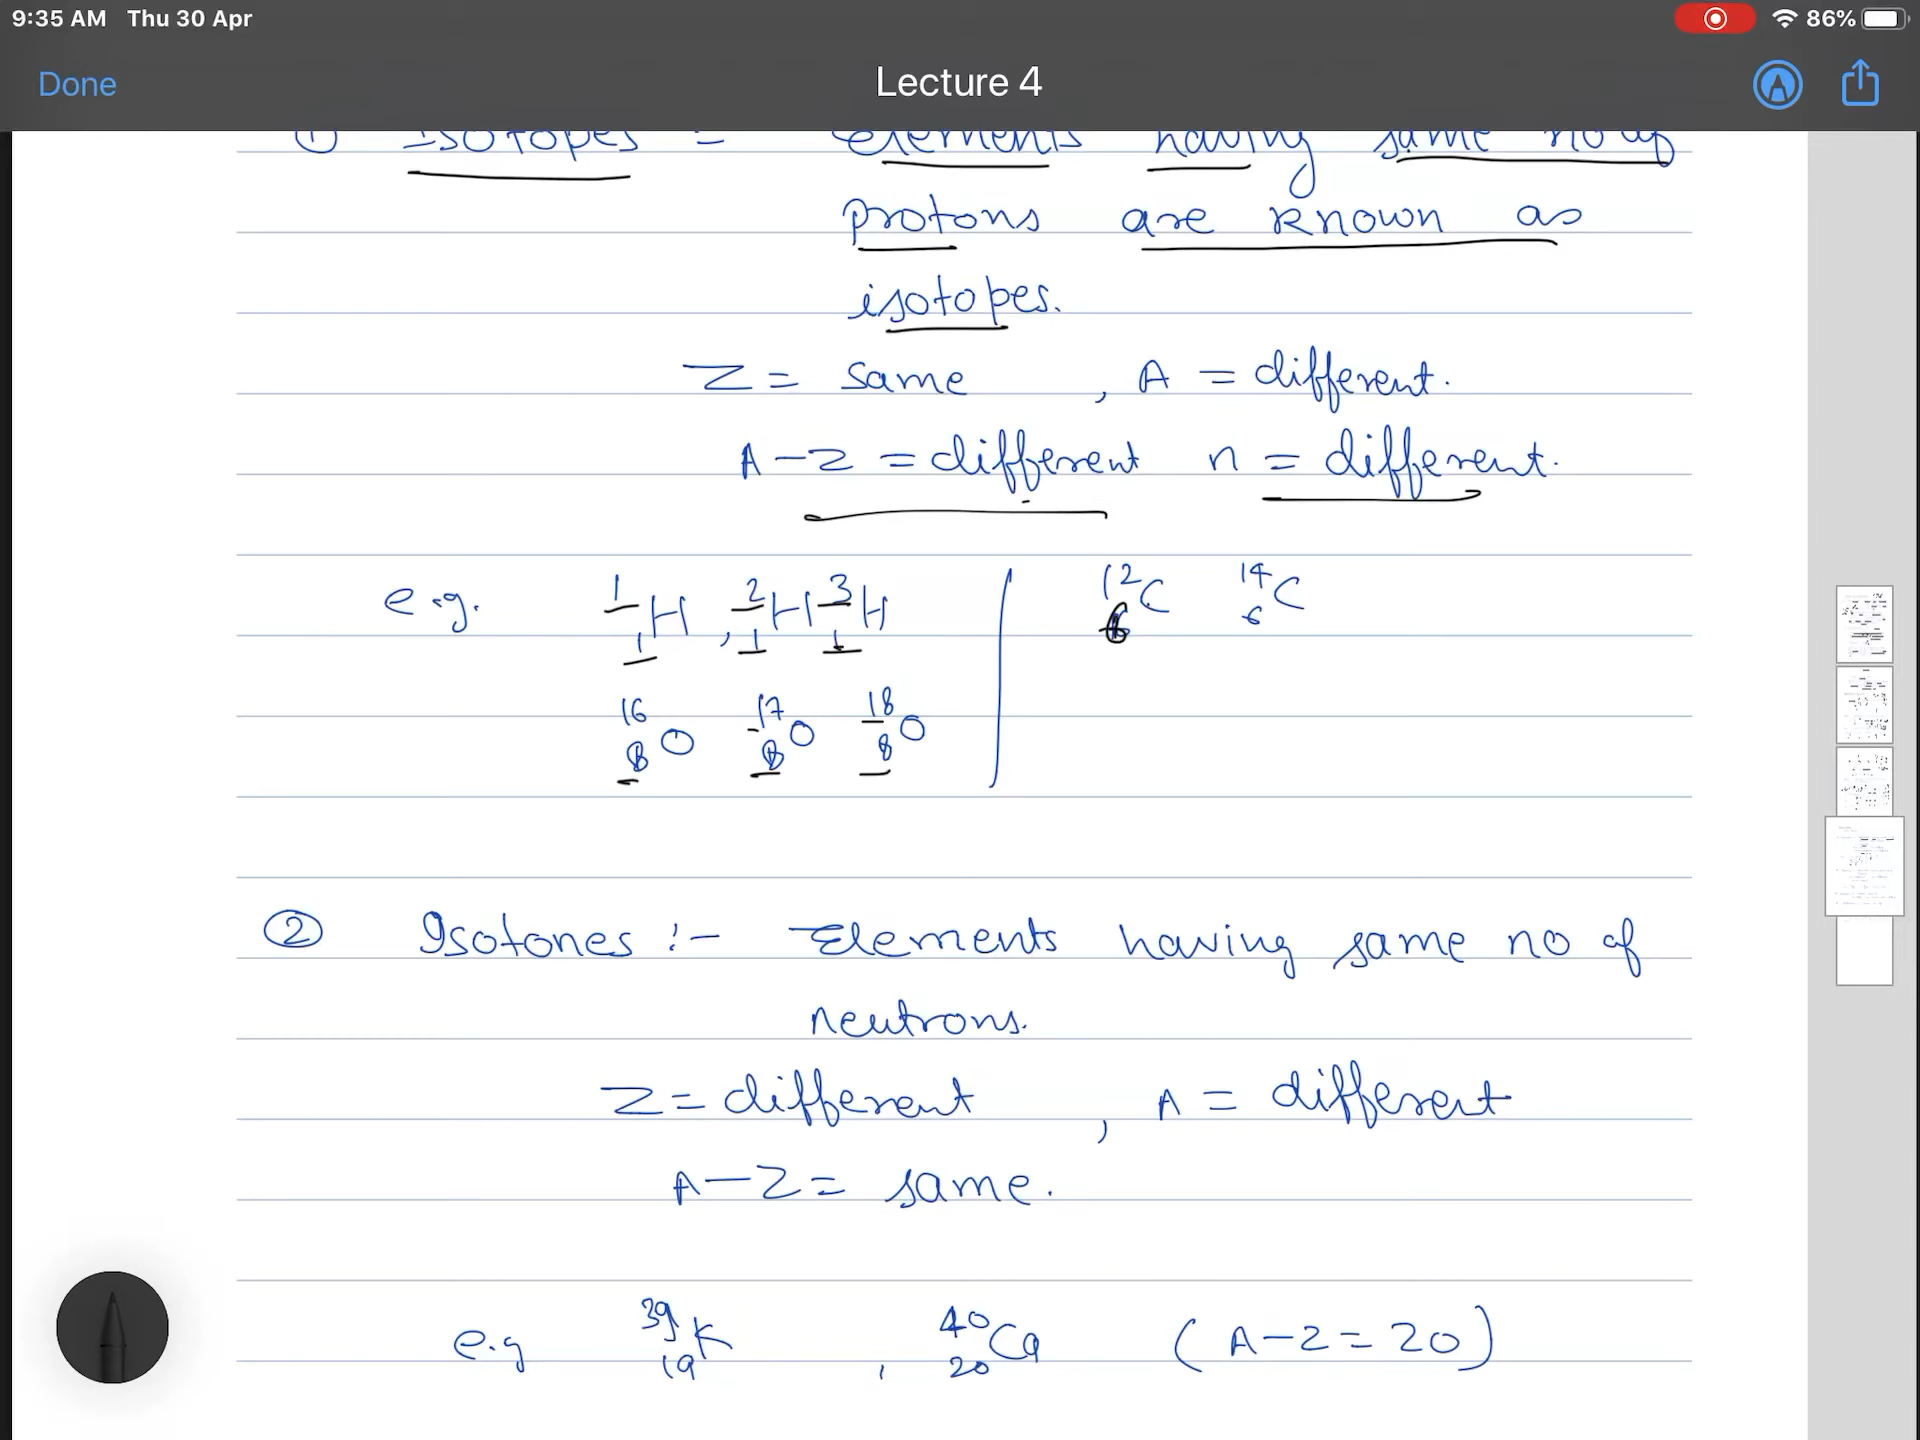 9:35 AM Thu 30 Apr 86%
Done Lecture 4
① Isotopes :- Elements having same no of
protons are known as
isotopes.
Z = same , A = different.
A-Z = different n = different.
e.g. ¹₁H , ²₁H ³₁H ¹²₆C ¹⁴₆C
¹⁶₈O ¹⁷₈O ¹⁸₈O
② Isotones :- Elements having same no of
neutrons.
Z = different , A = different
A-Z = same.
e.g ³⁹₁₉K , ⁴⁰₂₀Ca (A-Z = 20)